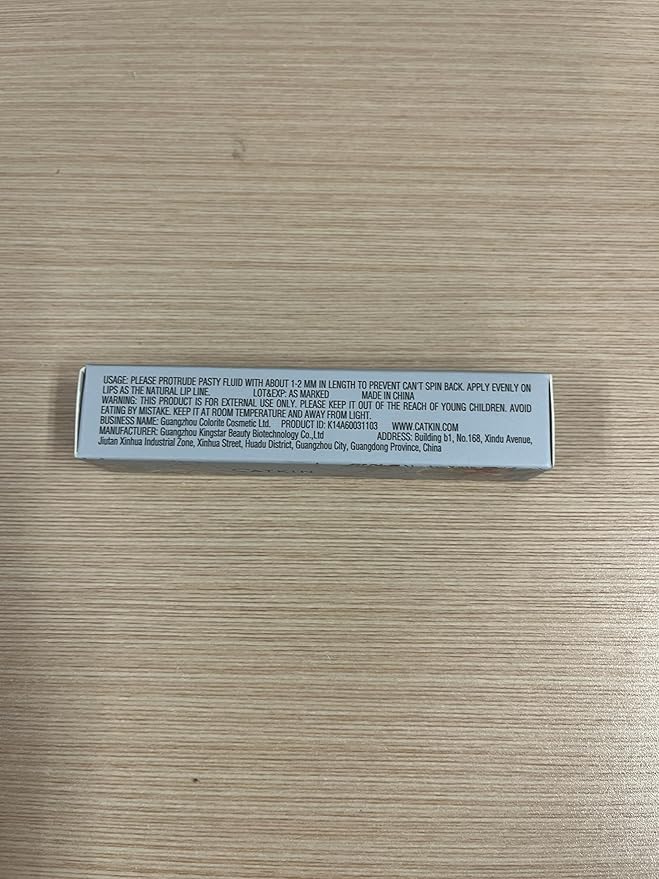 USAGE: PLEASE PROTRUDE PASTY FLUID WITH ABOUT 1-2 MM IN LENGTH TO PREVENT CAN'T SPIN BACK. APPLY EVENLY ON
LIPS AS THE NATURAL LIP LINE. LOT&EXP: AS MARKED MADE IN CHINA
WARNING: THIS PRODUCT IS FOR EXTERNAL USE ONLY. PLEASE KEEP IT OUT OF THE REACH OF YOUNG CHILDREN. AVOID
EATING BY MISTAKE. KEEP IT AT ROOM TEMPERATURE AND AWAY FROM LIGHT.
BUSINESS NAME: Guangzhou Colorite Cosmetic Ltd. PRODUCT ID: K14A60031103 WWW.CATKIN.COM
MANUFACTURER: Guangzhou Kingstar Beauty Biotechnology Co.,Ltd ADDRESS: Building b1, No.168, Xindu Avenue,
Jiutan Xinhua Industrial Zone, Xinhua Street, Huadu District, Guangzhou City, Guangdong Province, China
CATKIN